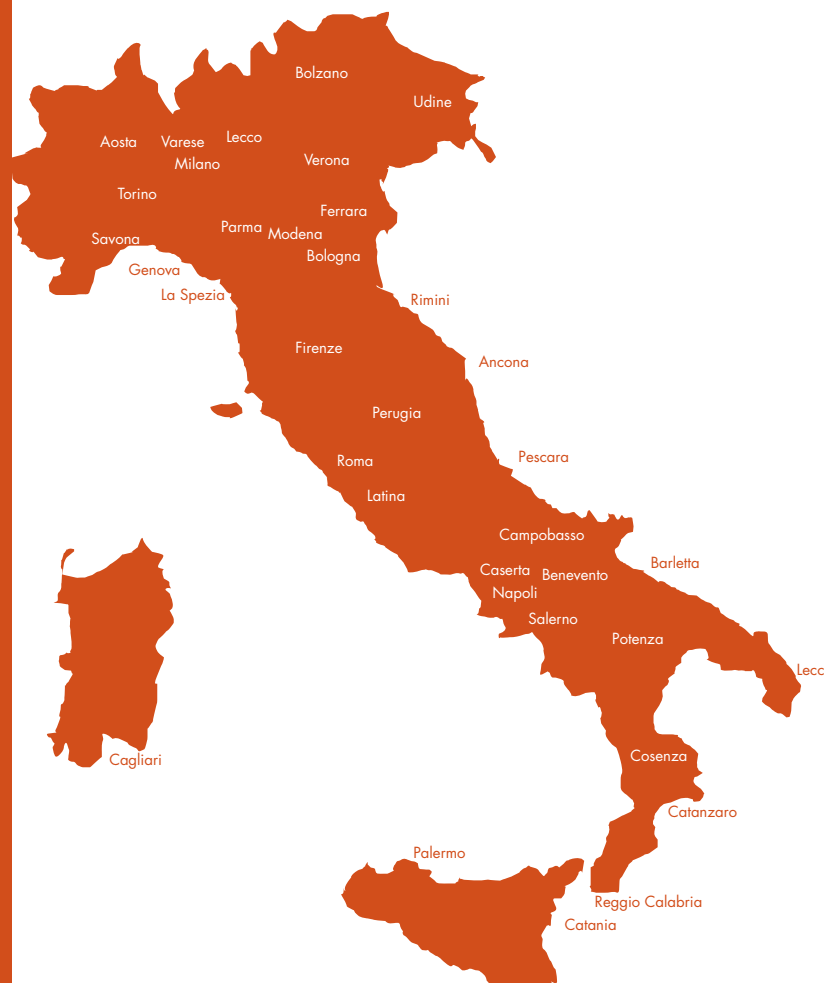 Bolzano
Udine
Aosta
Varese
Lecco
Milano
Verona
Torino
Ferrara
Parma
Modena
Savona
Bologna
Genova
La Spezia
Rimini
Firenze
Ancona
Perugia
Pescara
Roma
Latina
Campobasso
Barletta
Caserta
Benevento
Napoli
Salerno
Potenza
Lecc
Cosenza
Cagliari
Catanzaro
Palermo
Reggio Calabria
Catania